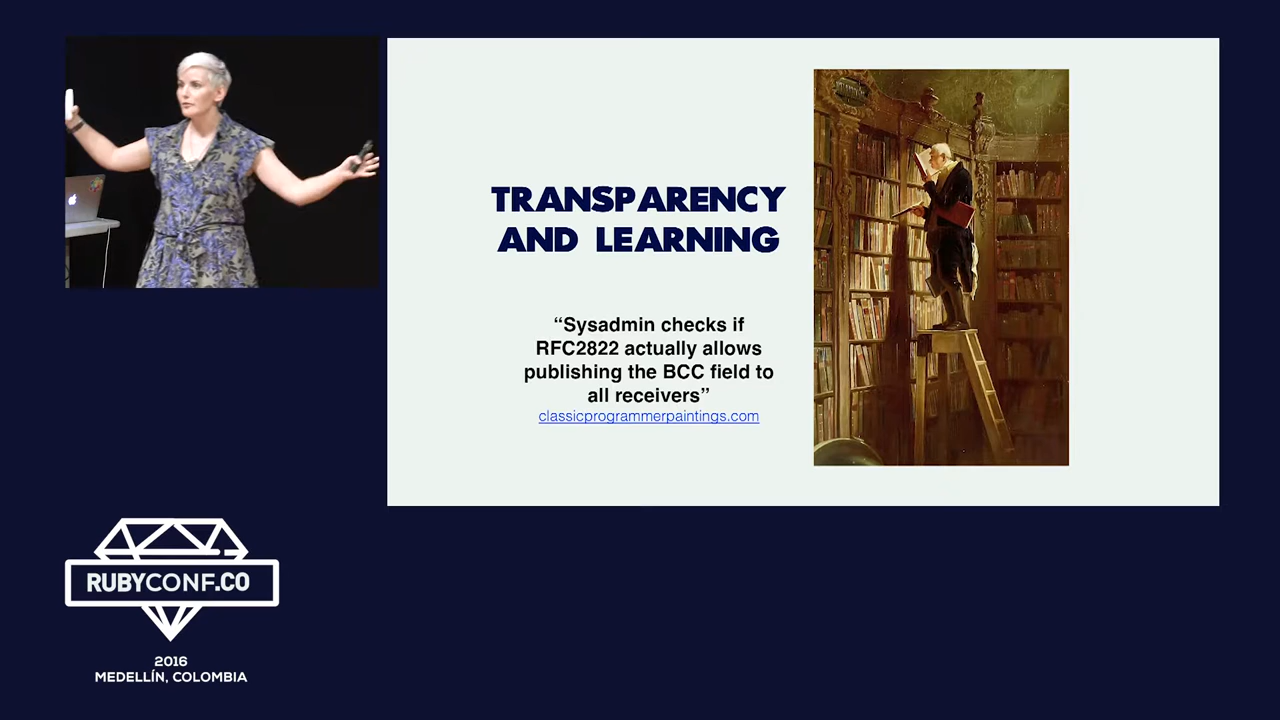 TRANSPARENCY
AND LEARNING
“Sysadmin checks if
RFC2822 actually allows
publishing the BCC field to
all receivers”
classicprogrammerpaintings.com
RUBYCONF.CO
2016
MEDELLÍN, COLOMBIA